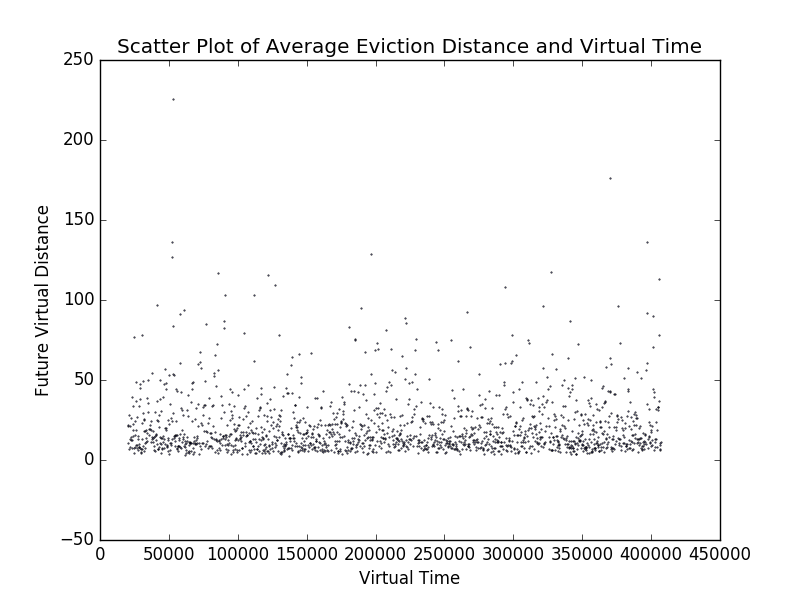 Scatter Plot of Average Eviction Distance and Virtual Time
250
200
150
100
50
0
−50
Future Virtual Distance
0 50000 100000 150000 200000 250000 300000 350000 400000 450000
Virtual Time